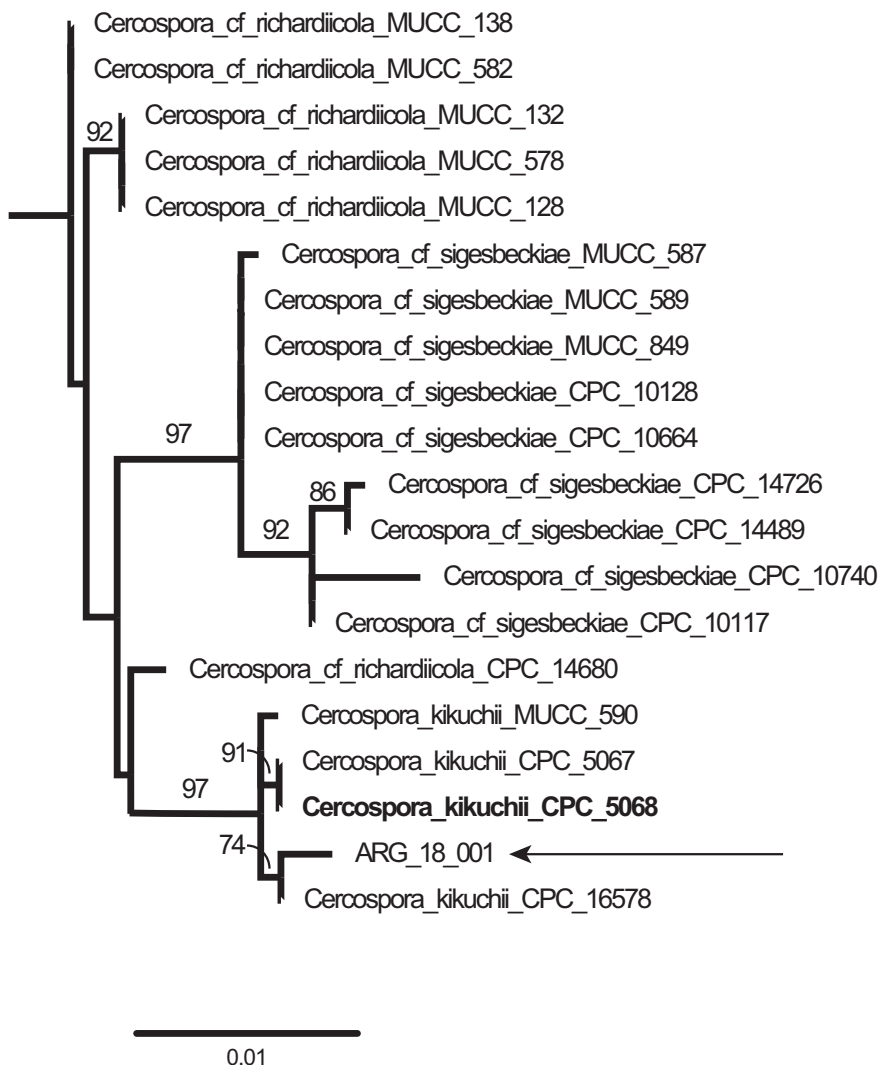 Cercospora_cf_richardiicola_MUCC_138
Cercospora_cf_richardiicola_MUCC_582
Cercospora_cf_richardiicola_MUCC_132
92
Cercospora_cf_richardiicola_MUCC_578
Cercospora_cf_richardiicola_MUCC_128
Cercospora_cf_sigesbeckiae_MUCC_587
Cercospora_cf_sigesbeckiae_MUCC_589
Cercospora_cf_sigesbeckiae_MUCC_849
Cercospora_cf_sigesbeckiae_CPC_10128
97
Cercospora_cf_sigesbeckiae_CPC_10664
Cercospora_cf_sigesbeckiae_CPC_14726
86
92
Cercospora_cf_sigesbeckiae_CPC_14489
Cercospora_cf_sigesbeckiae_CPC_10740
Cercospora_cf_sigesbeckiae_CPC_10117
Cercospora_cf_richardiicola_CPC_14680
Cercospora_kikuchii_MUCC_590
91
Cercospora_kikuchii_CPC_5067
97
Cercospora_kikuchii_CPC_5068
74
ARG_18_001
Cercospora_kikuchii_CPC_16578
0.01